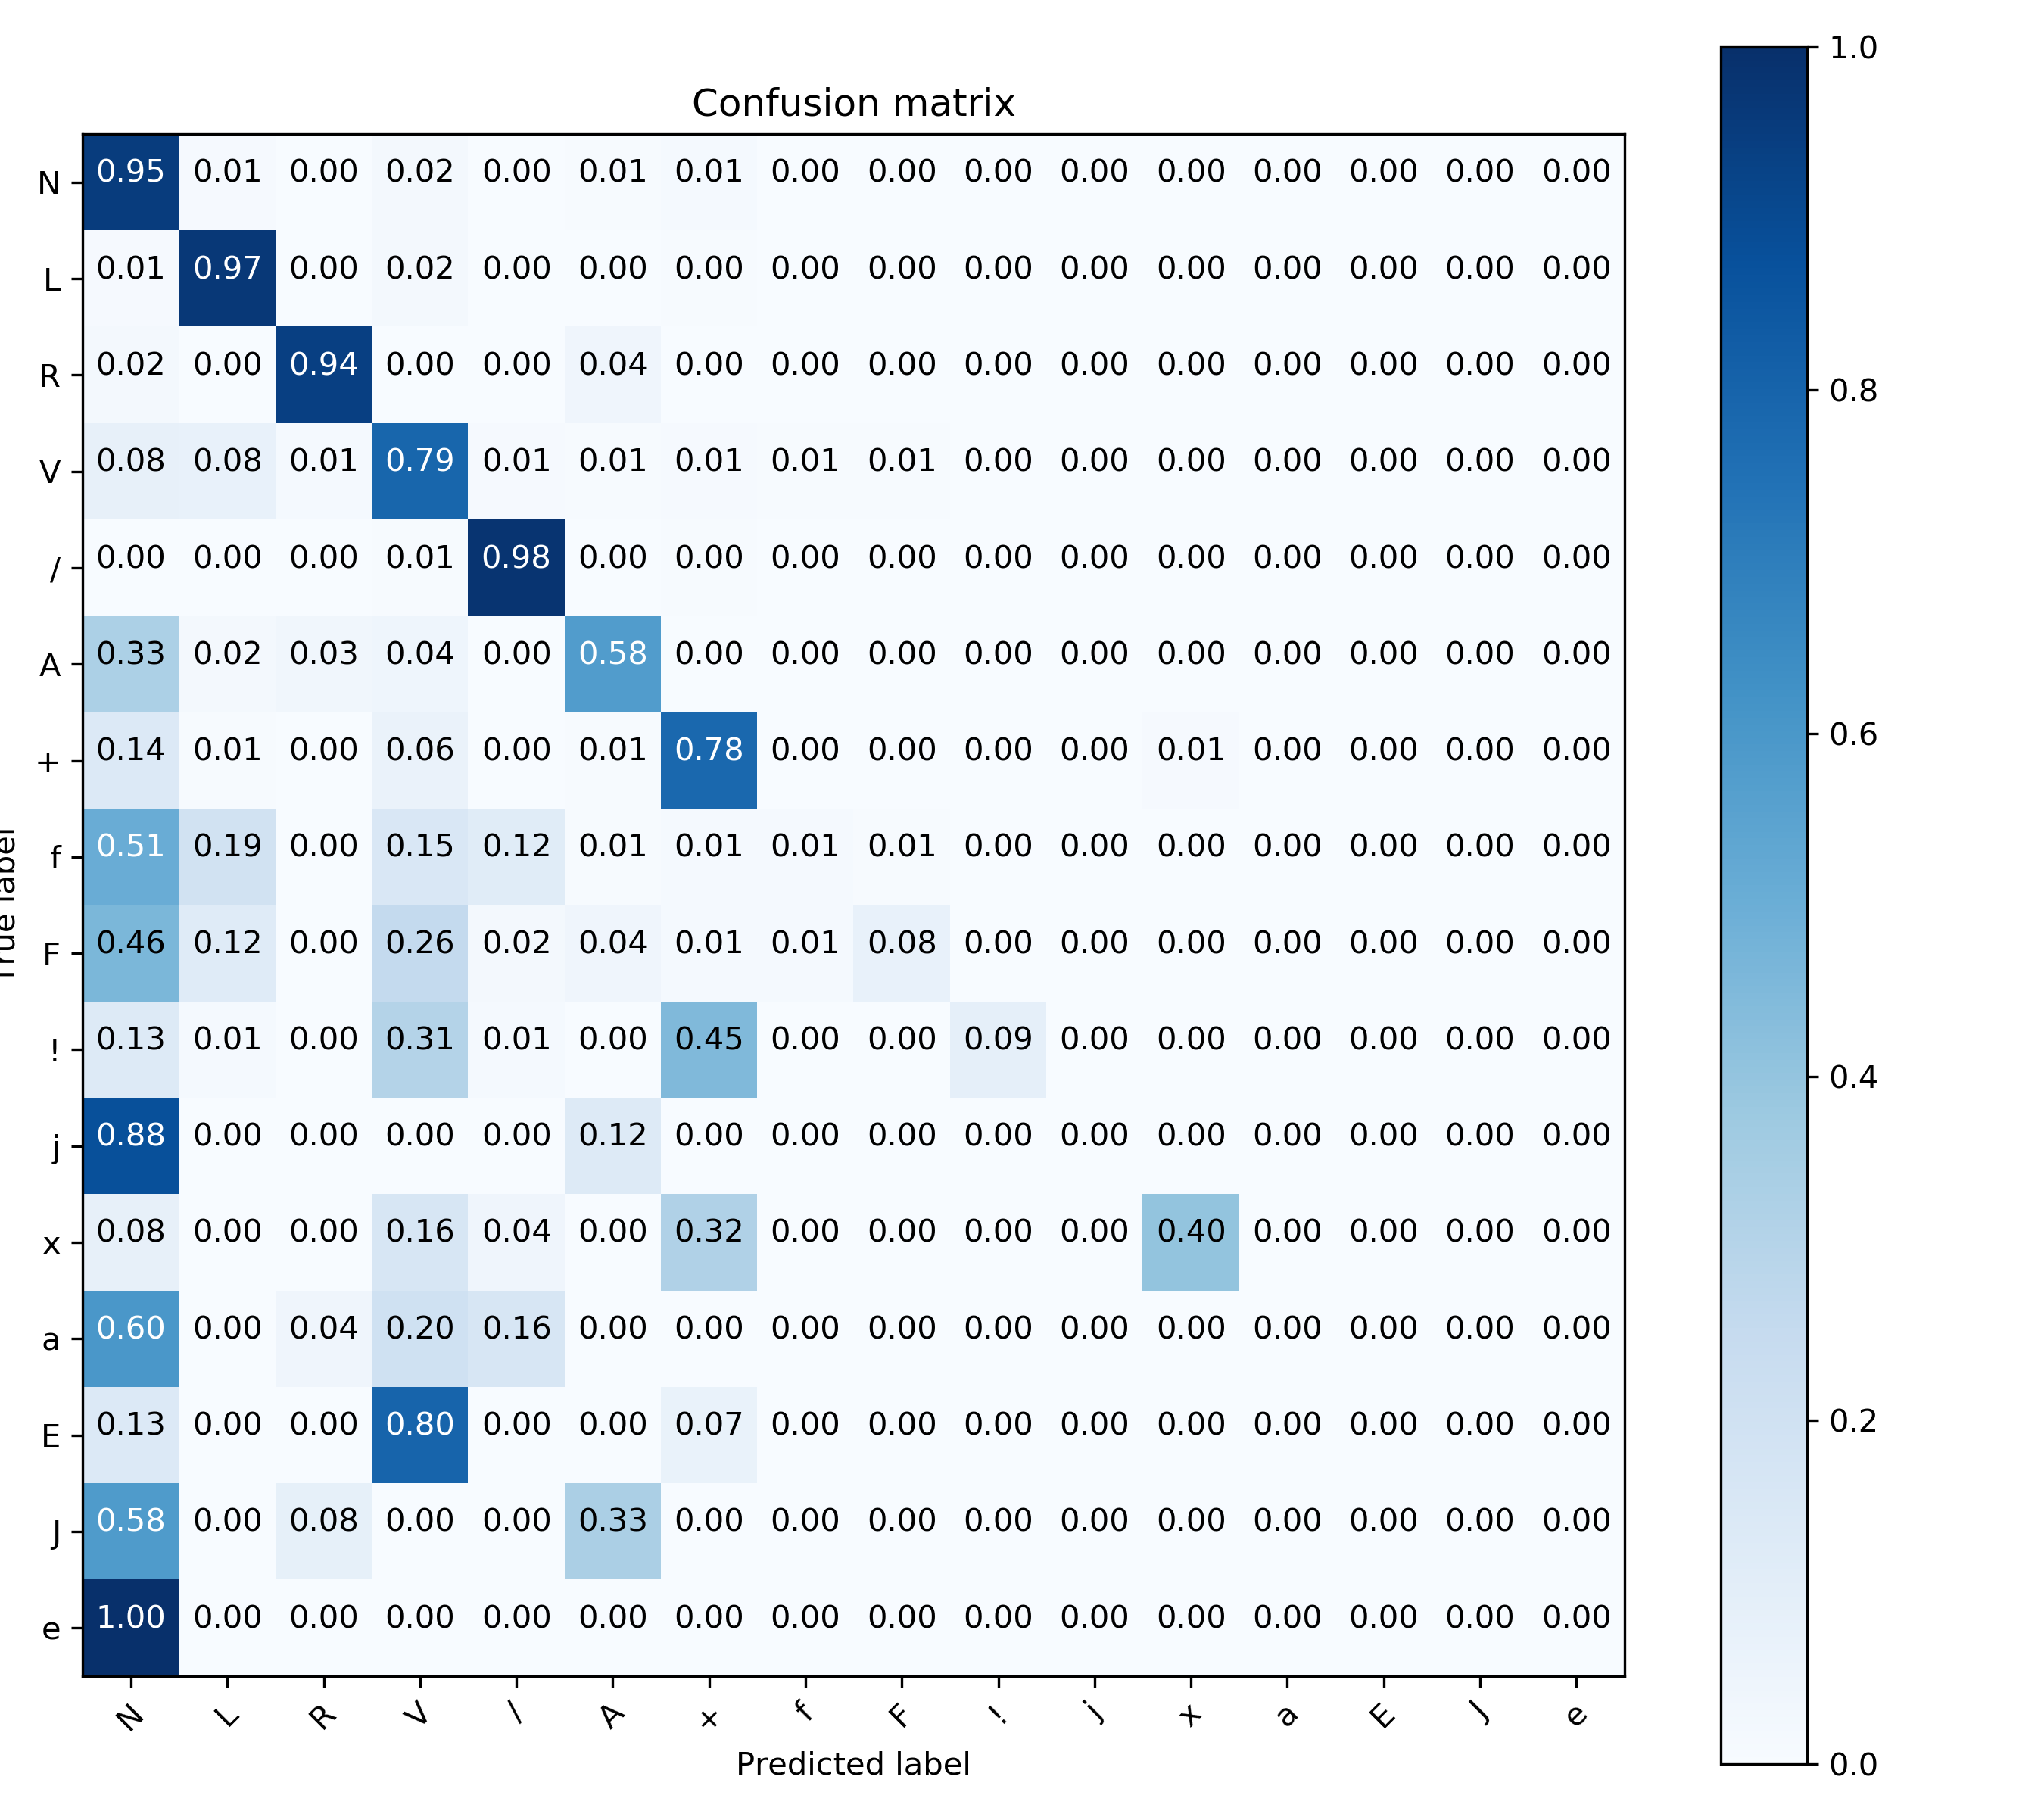 Confusion matrix
N 0.95 0.01 0.00 0.02 0.00 0.01 0.01 0.00 0.00 0.00 0.00 0.00 0.00 0.00 0.00 0.00
L 0.01 0.97 0.00 0.02 0.00 0.00 0.00 0.00 0.00 0.00 0.00 0.00 0.00 0.00 0.00 0.00
R 0.02 0.00 0.94 0.00 0.00 0.04 0.00 0.00 0.00 0.00 0.00 0.00 0.00 0.00 0.00 0.00
V 0.08 0.08 0.01 0.79 0.01 0.01 0.01 0.01 0.01 0.00 0.00 0.00 0.00 0.00 0.00 0.00
/ 0.00 0.00 0.00 0.01 0.98 0.00 0.00 0.00 0.00 0.00 0.00 0.00 0.00 0.00 0.00 0.00
A 0.33 0.02 0.03 0.04 0.00 0.58 0.00 0.00 0.00 0.00 0.00 0.00 0.00 0.00 0.00 0.00
+ 0.14 0.01 0.00 0.06 0.00 0.01 0.78 0.00 0.00 0.00 0.00 0.01 0.00 0.00 0.00 0.00
f 0.51 0.19 0.00 0.15 0.12 0.01 0.01 0.01 0.01 0.00 0.00 0.00 0.00 0.00 0.00 0.00
F 0.46 0.12 0.00 0.26 0.02 0.04 0.01 0.01 0.08 0.00 0.00 0.00 0.00 0.00 0.00 0.00
! 0.13 0.01 0.00 0.31 0.01 0.00 0.45 0.00 0.00 0.09 0.00 0.00 0.00 0.00 0.00 0.00
j 0.88 0.00 0.00 0.00 0.00 0.12 0.00 0.00 0.00 0.00 0.00 0.00 0.00 0.00 0.00 0.00
x 0.08 0.00 0.00 0.16 0.04 0.00 0.32 0.00 0.00 0.00 0.00 0.40 0.00 0.00 0.00 0.00
a 0.60 0.00 0.04 0.20 0.16 0.00 0.00 0.00 0.00 0.00 0.00 0.00 0.00 0.00 0.00 0.00
E 0.13 0.00 0.00 0.80 0.00 0.00 0.07 0.00 0.00 0.00 0.00 0.00 0.00 0.00 0.00 0.00
J 0.58 0.00 0.08 0.00 0.00 0.33 0.00 0.00 0.00 0.00 0.00 0.00 0.00 0.00 0.00 0.00
e 1.00 0.00 0.00 0.00 0.00 0.00 0.00 0.00 0.00 0.00 0.00 0.00 0.00 0.00 0.00 0.00
N L R V / A + f F ! j x a E J e
Predicted label
True label
1.0
0.8
0.6
0.4
0.2
0.0